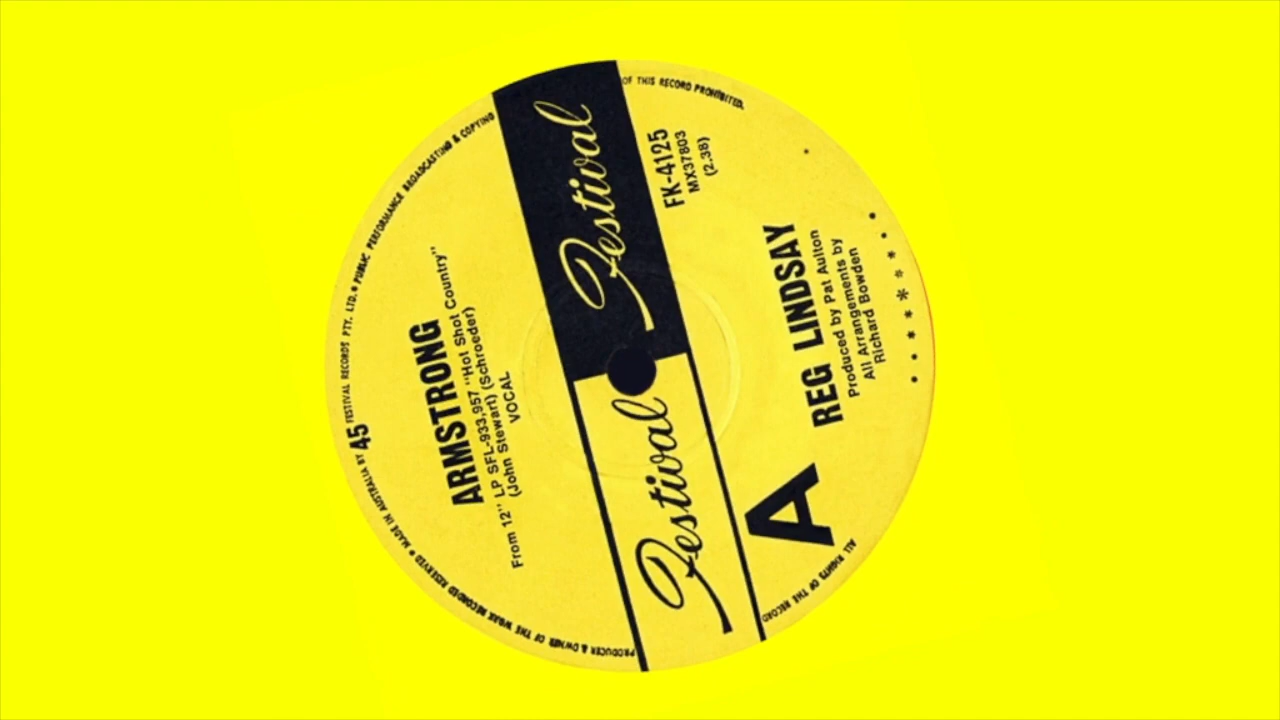 ARMSTRONG
From 12" LP SFL-933,957 "Hot Shot Country"
(John Stewart) (Schroeder)
VOCAL
Festival Festival
FK-4125
MX37803
(2.38)
A
REG LINDSAY
Produced by Pat Aulton
All Arrangements by
Richard Bowden
45
ALL RIGHTS OF THE RECORD PRODUCER & OWNER OF THE WORK RECORDED RESERVED • MADE IN AUSTRALIA BY FESTIVAL RECORDS PTY. LTD. • PUBLIC PERFORMANCE BROADCASTING & COPYING OF THIS RECORD PROHIBITED.